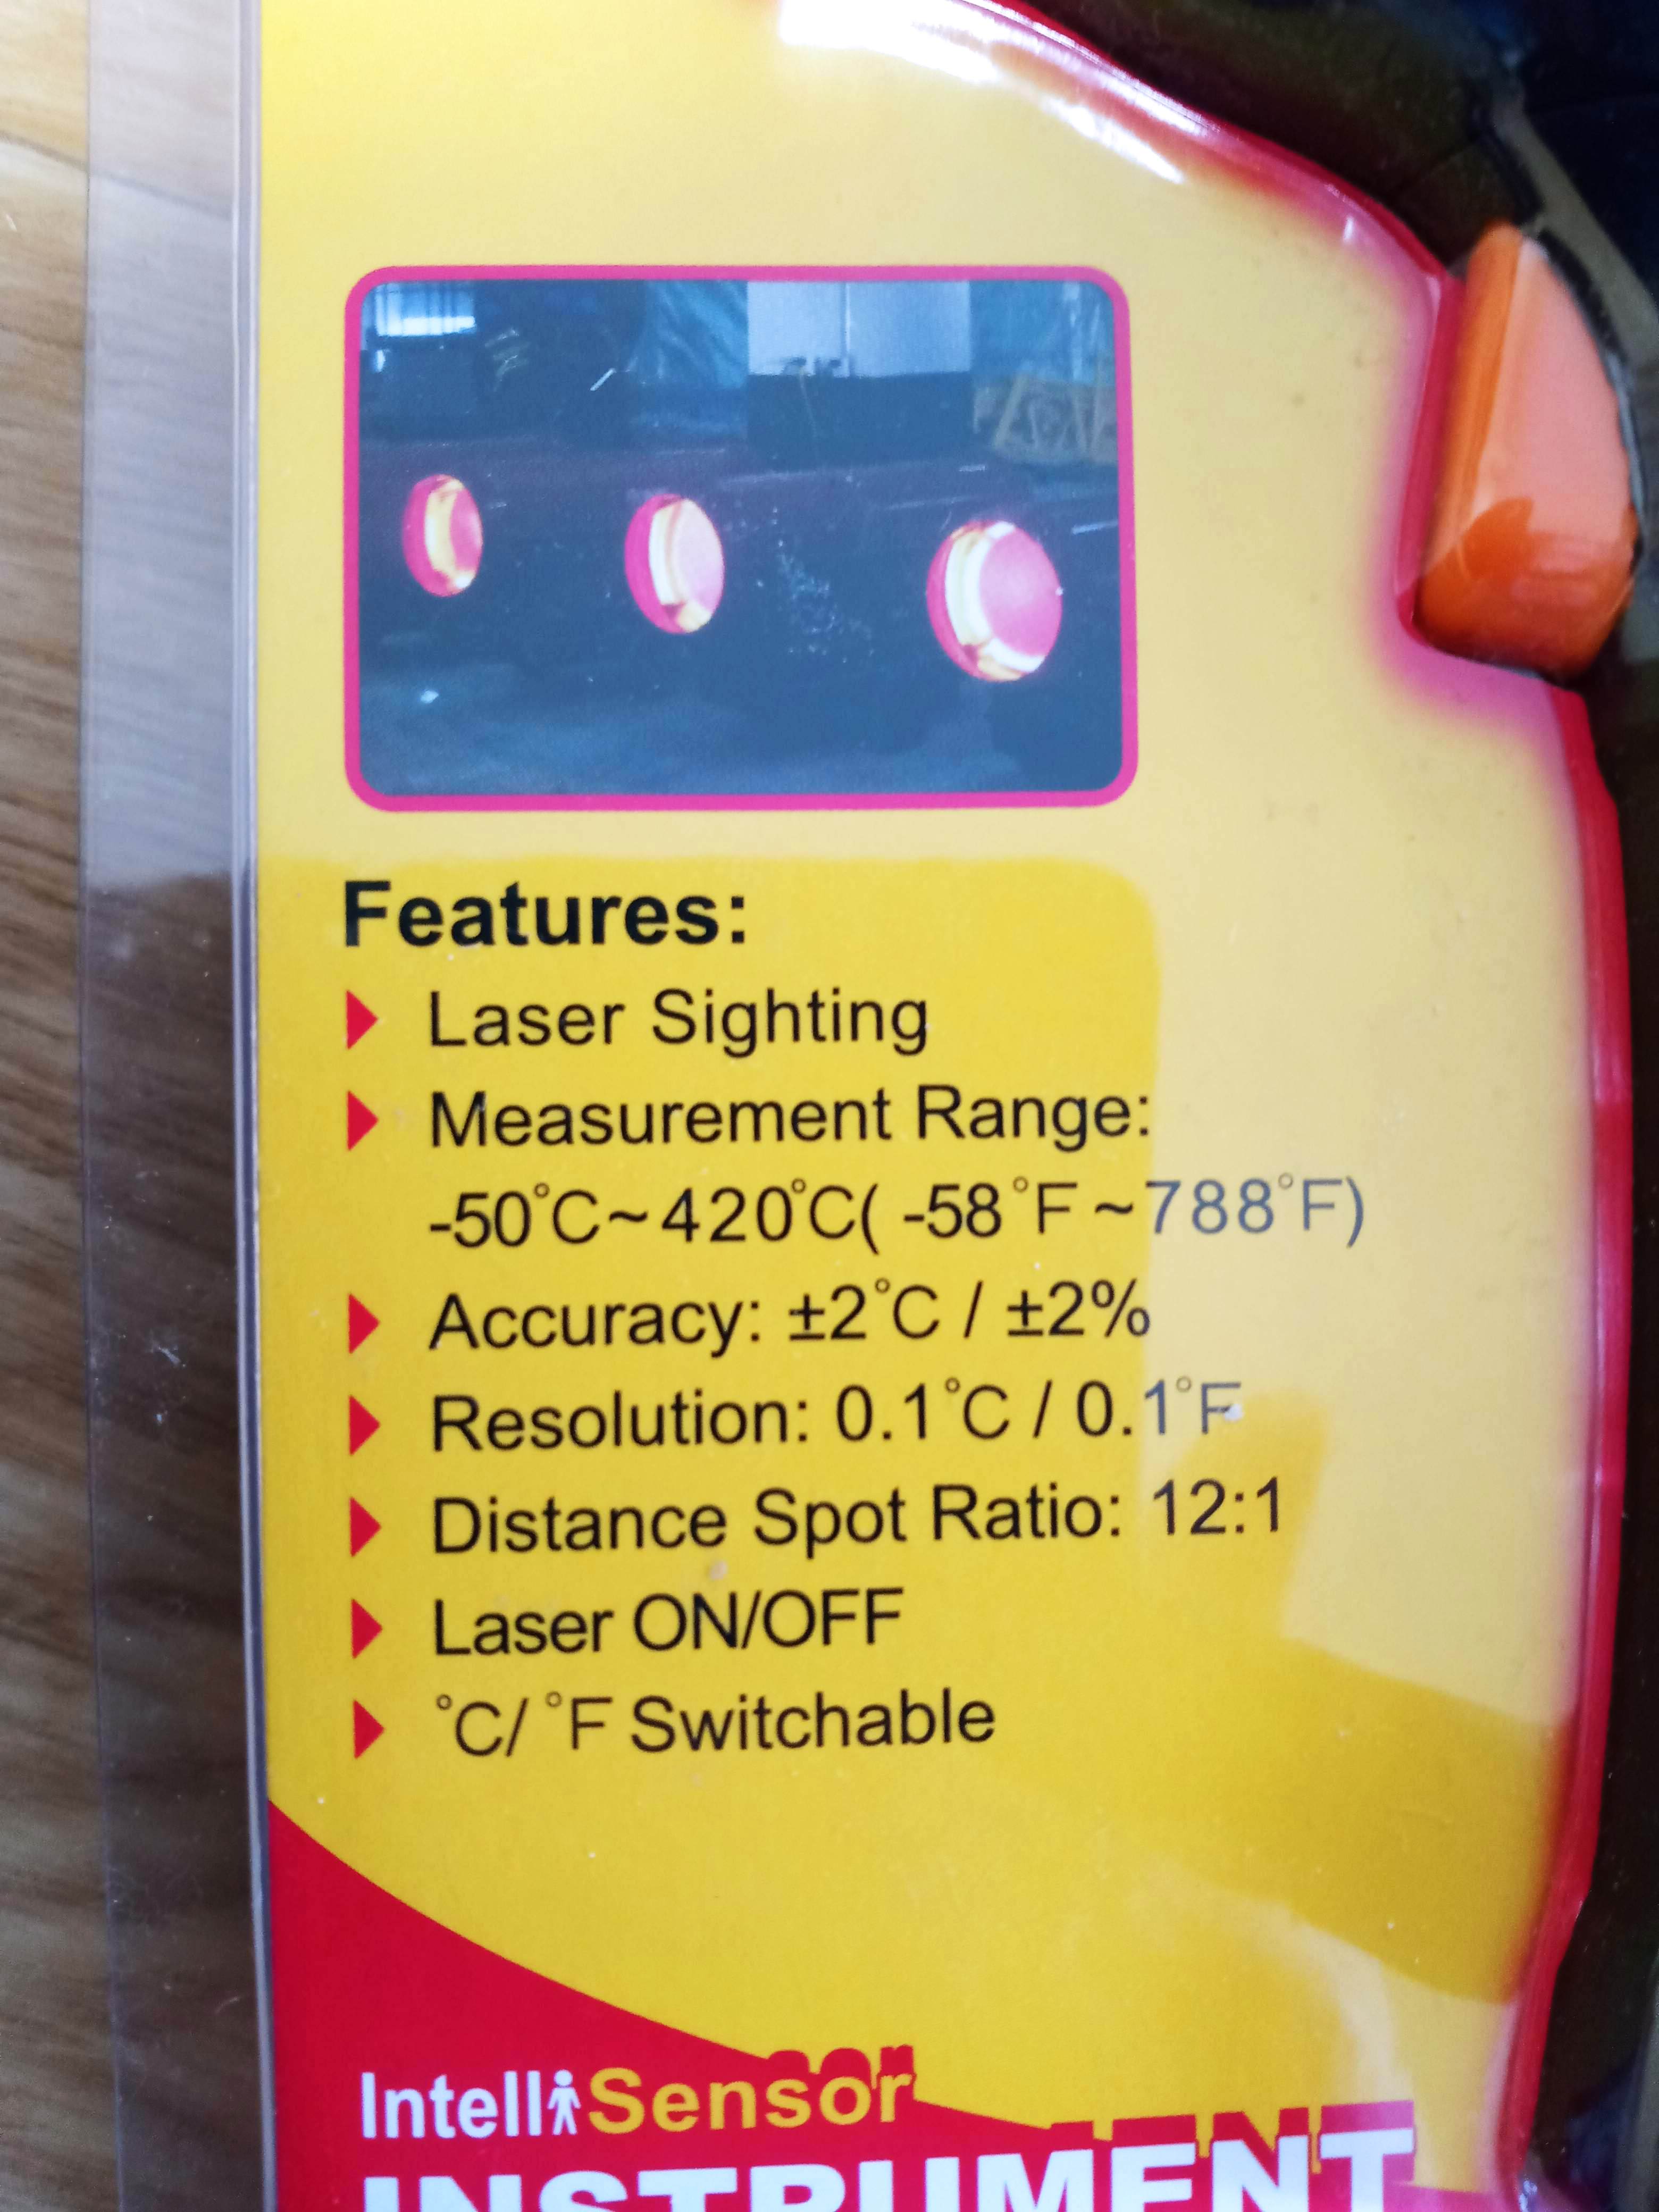 Features:
Laser Sighting
Measurement Range:
-50°C~420°C( -58°F~788°F)
Accuracy: ±2°C / ±2%
Resolution: 0.1°C / 0.1°F
Distance Spot Ratio: 12:1
Laser ON/OFF
°C/ °F Switchable
IntelliSensor
INSTRUMENT